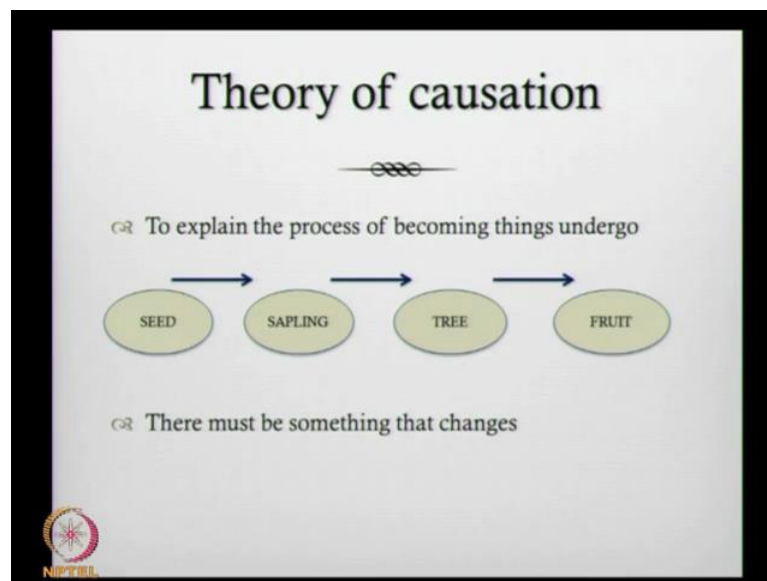 Theory of causation
To explain the process of becoming things undergo
SEED SAPLING TREE FRUIT
There must be something that changes
NPTEL